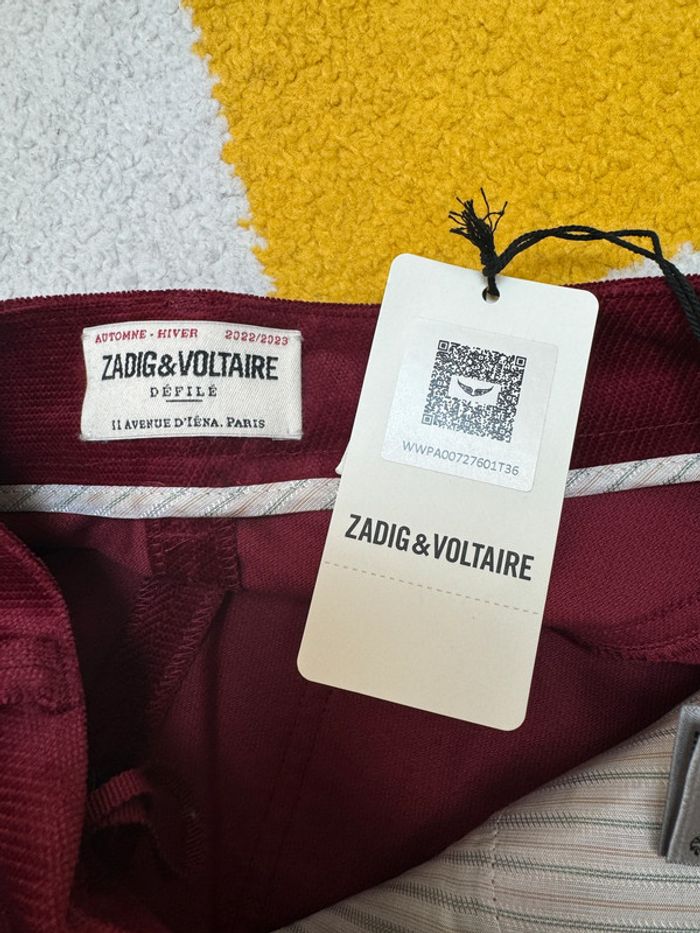 AUTOMNE - HIVER 2022/2023
ZADIG&VOLTAIRE
DÉFILÉ
11 AVENUE D'IÉNA. PARIS
WWPA00727601T36
ZADIG&VOLTAIRE